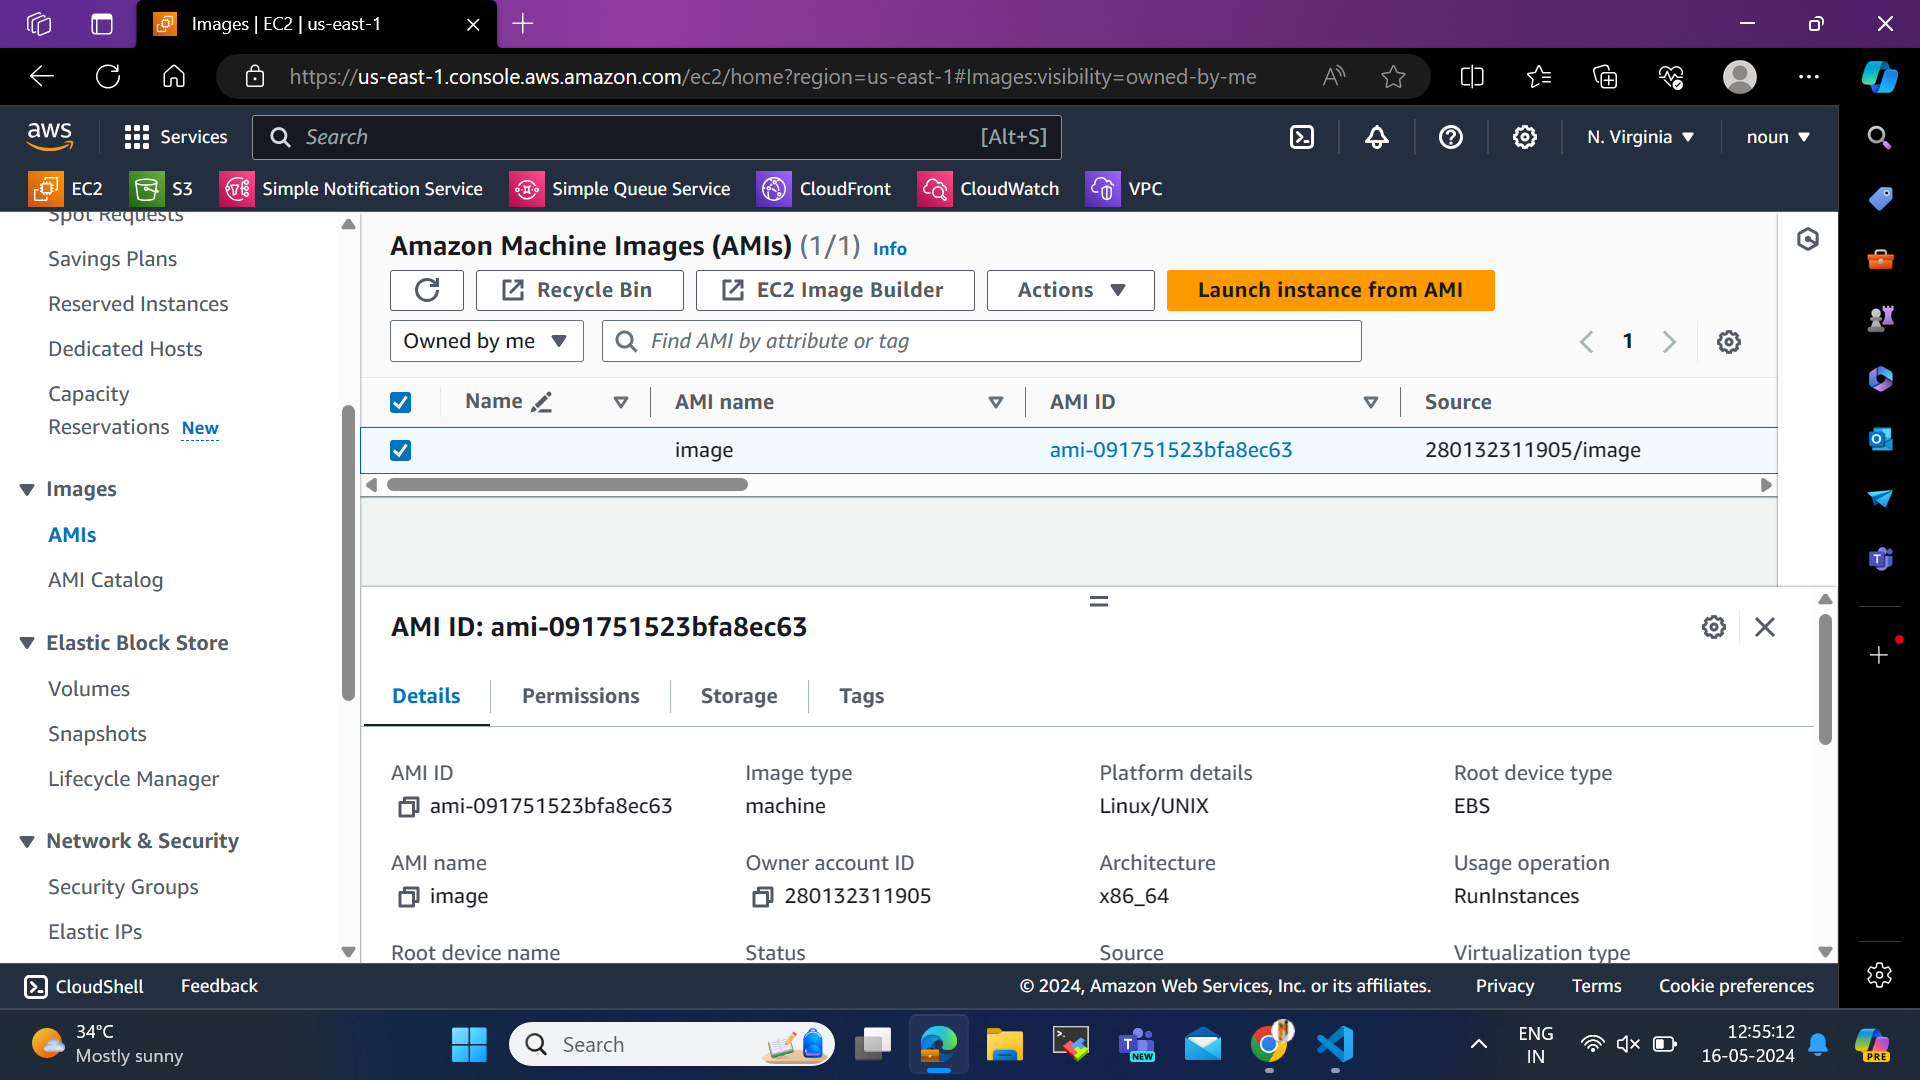 Images | EC2 | us-east-1
https://us-east-1.console.aws.amazon.com/ec2/home?region=us-east-1#Images:visibility=owned-by-me
aws
Services
Search
[Alt+S]
N. Virginia
noun
EC2
S3
Simple Notification Service
Simple Queue Service
CloudFront
CloudWatch
VPC
Spot Requests
Savings Plans
Reserved Instances
Dedicated Hosts
Capacity
Reservations New
Images
AMIs
AMI Catalog
Elastic Block Store
Volumes
Snapshots
Lifecycle Manager
Network & Security
Security Groups
Elastic IPs
Amazon Machine Images (AMIs) (1/1) Info
Recycle Bin
EC2 Image Builder
Actions
Launch instance from AMI
Owned by me
Find AMI by attribute or tag
1
Name
AMI name
AMI ID
Source
image
ami-091751523bfa8ec63
280132311905/image
AMI ID: ami-091751523bfa8ec63
Details
Permissions
Storage
Tags
AMI ID
Image type
Platform details
Root device type
ami-091751523bfa8ec63
machine
Linux/UNIX
EBS
AMI name
Owner account ID
Architecture
Usage operation
image
280132311905
x86_64
RunInstances
Root device name
Status
Source
Virtualization type
CloudShell
Feedback
© 2024, Amazon Web Services, Inc. or its affiliates.
Privacy
Terms
Cookie preferences
34°C
Mostly sunny
Search
NEW
ENG
IN
12:55:12
16-05-2024
PRE